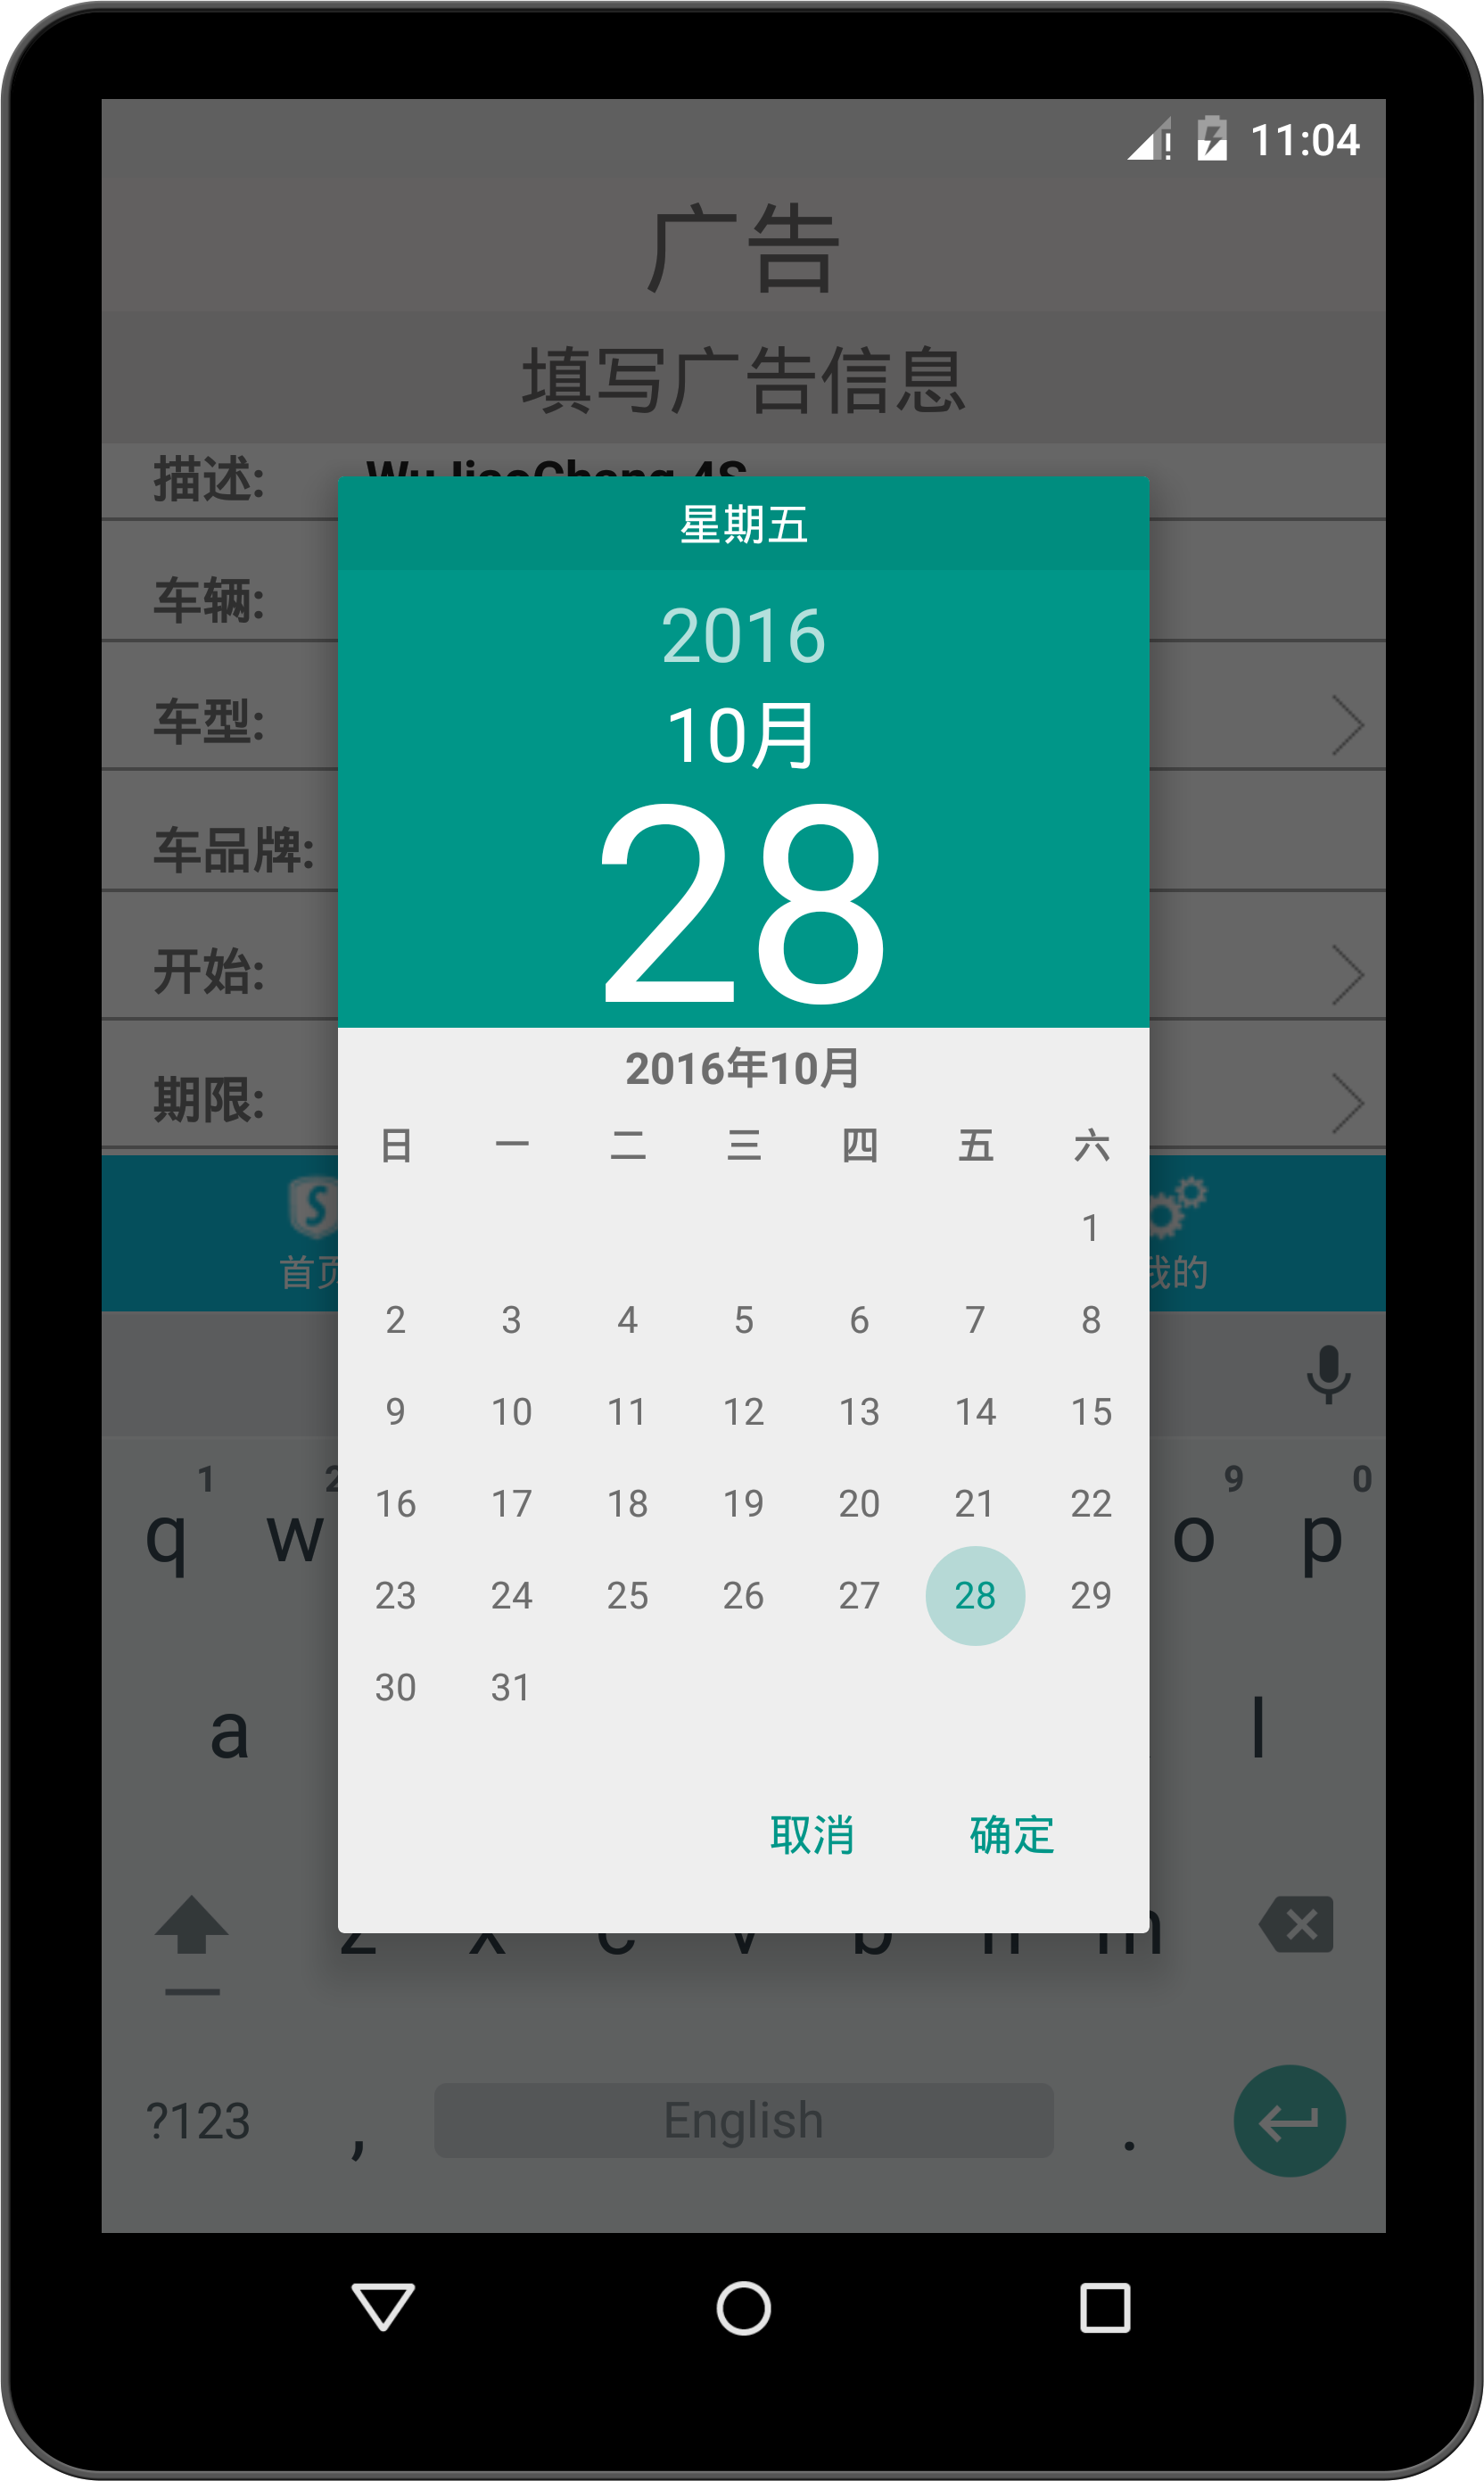 11:04
广告
填写广告信息
描述:
车辆:
车型:
车品牌:
开始:
期限:
星期五
2016
10月
28
2016年10月
日 一 二 三 四 五 六
1
2 3 4 5 6 7 8
9 10 11 12 13 14 15
16 17 18 19 20 21 22
23 24 25 26 27 28 29
30 31
取消 确定
首页
我的
1 2 9 0
q w o p
a l
z x c v b n m
?123 , English .